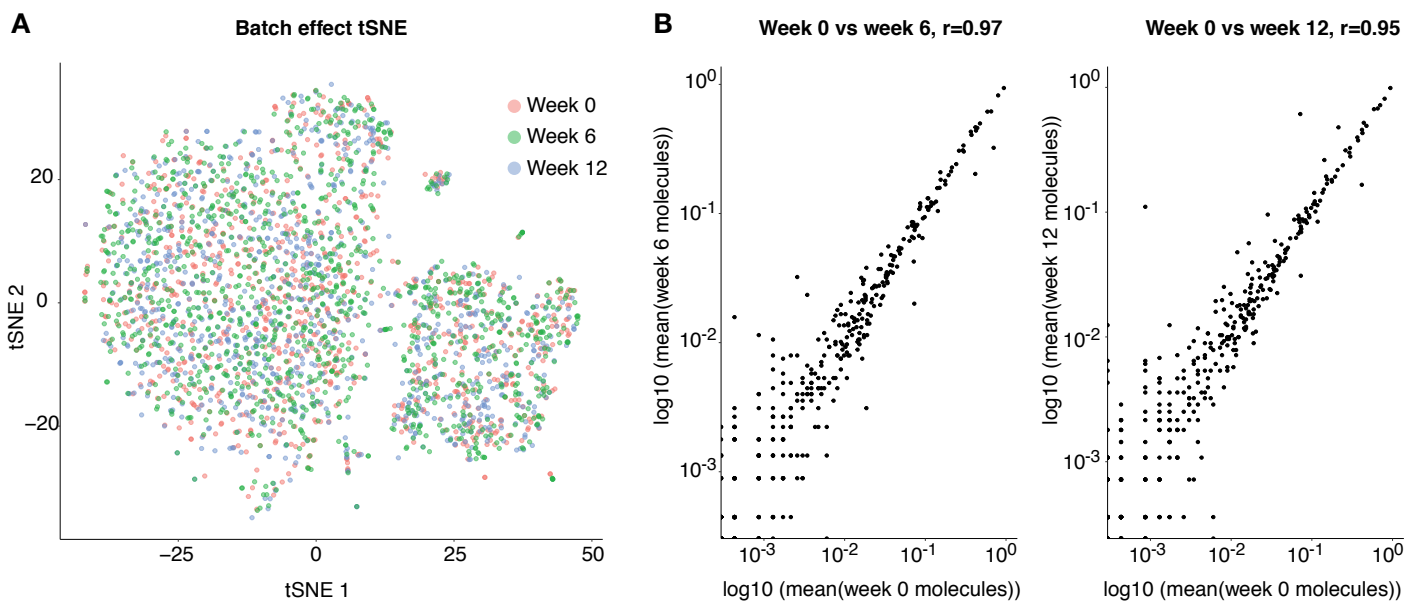 A
Batch effect tSNE
Week 0
Week 6
Week 12
20
0
−20
tSNE 2
−25
0
25
50
tSNE 1
B
Week 0 vs week 6, r=0.97
10^0
10^-1
10^-2
10^-3
log10 (mean(week 6 molecules))
10^-3
10^-2
10^-1
10^0
log10 (mean(week 0 molecules))
Week 0 vs week 12, r=0.95
10^0
10^-1
10^-2
10^-3
log10 (mean(week 12 molecules))
10^-3
10^-2
10^-1
10^0
log10 (mean(week 0 molecules))